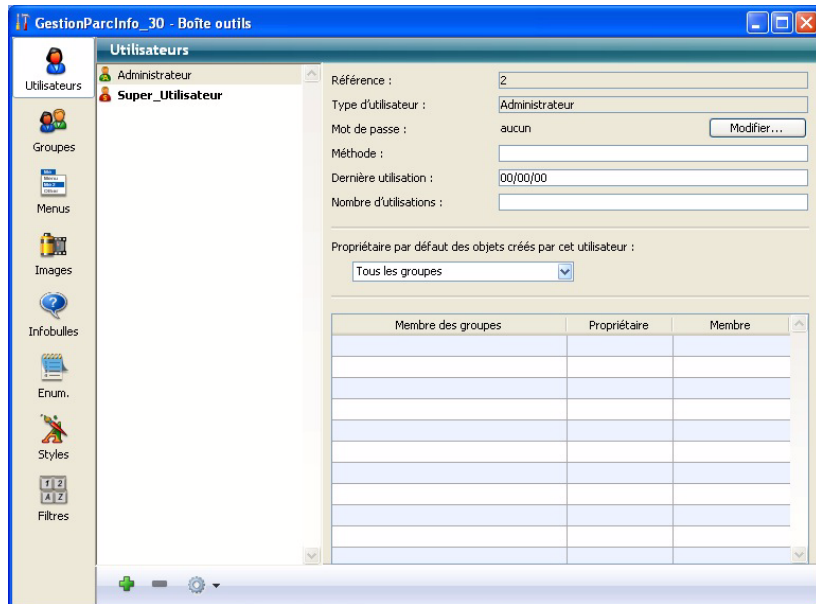 GestionParcInfo_30 - Boîte outils
Utilisateurs
Utilisateurs
Groupes
Menus
Images
Infobulles
Enum.
Styles
Filtres
Administrateur
Super_Utilisateur
Référence : 2
Type d'utilisateur : Administrateur
Mot de passe : aucun Modifier...
Méthode :
Dernière utilisation : 00/00/00
Nombre d'utilisations :
Propriétaire par défaut des objets créés par cet utilisateur :
Tous les groupes
Membre des groupes Propriétaire Membre